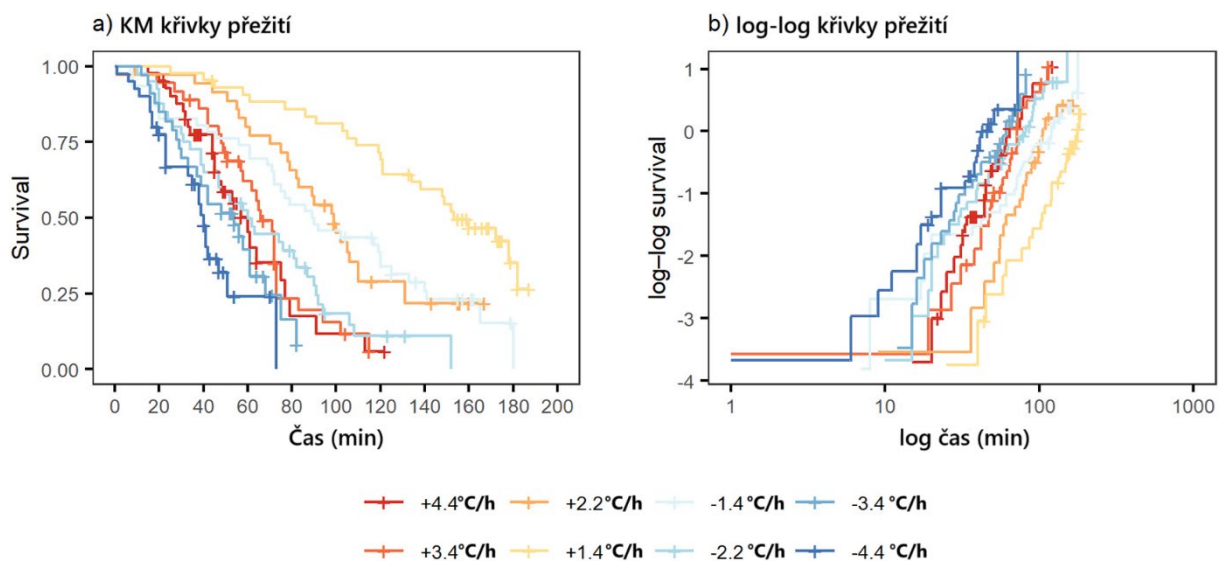 a) KM křivky přežití
b) log-log křivky přežití
1.00
0.75
0.50
0.25
0.00
Survival
0 20 40 60 80 100 120 140 160 180 200
Čas (min)
1
0
-1
-2
-3
-4
log–log survival
1 10 100 1000
log čas (min)
+4.4°C/h +2.2°C/h -1.4°C/h -3.4°C/h
+3.4°C/h +1.4°C/h -2.2°C/h -4.4°C/h